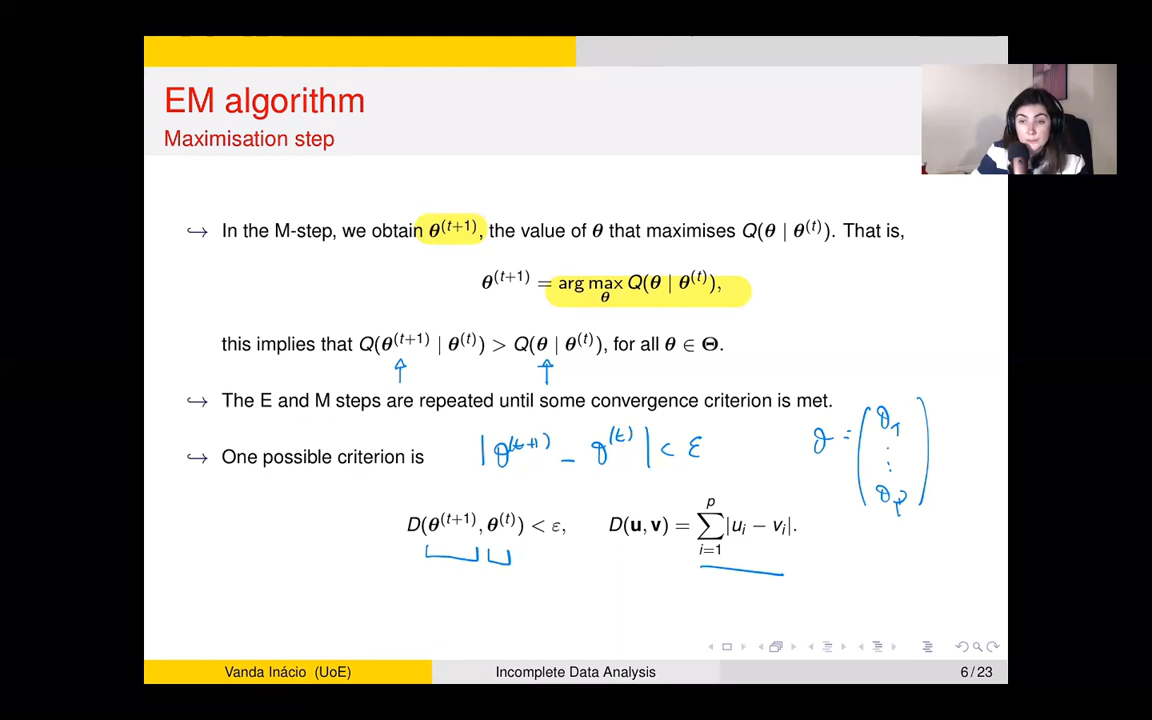 EM algorithm
Maximisation step
↪ In the M-step, we obtain θ^(t+1), the value of θ that maximises Q(θ | θ^(t)). That is,
θ^(t+1) = arg max_θ Q(θ | θ^(t)),
this implies that Q(θ^(t+1) | θ^(t)) > Q(θ | θ^(t)), for all θ ∈ Θ.
↪ The E and M steps are repeated until some convergence criterion is met.
↪ One possible criterion is
|θ^(t+1) − θ^(t)| < ε
θ = (θ_1 ⋮ θ_p)
D(θ^(t+1), θ^(t)) < ε, D(u, v) = ∑_{i=1}^{p} |u_i − v_i|.
Vanda Inácio (UoE) Incomplete Data Analysis 6 / 23